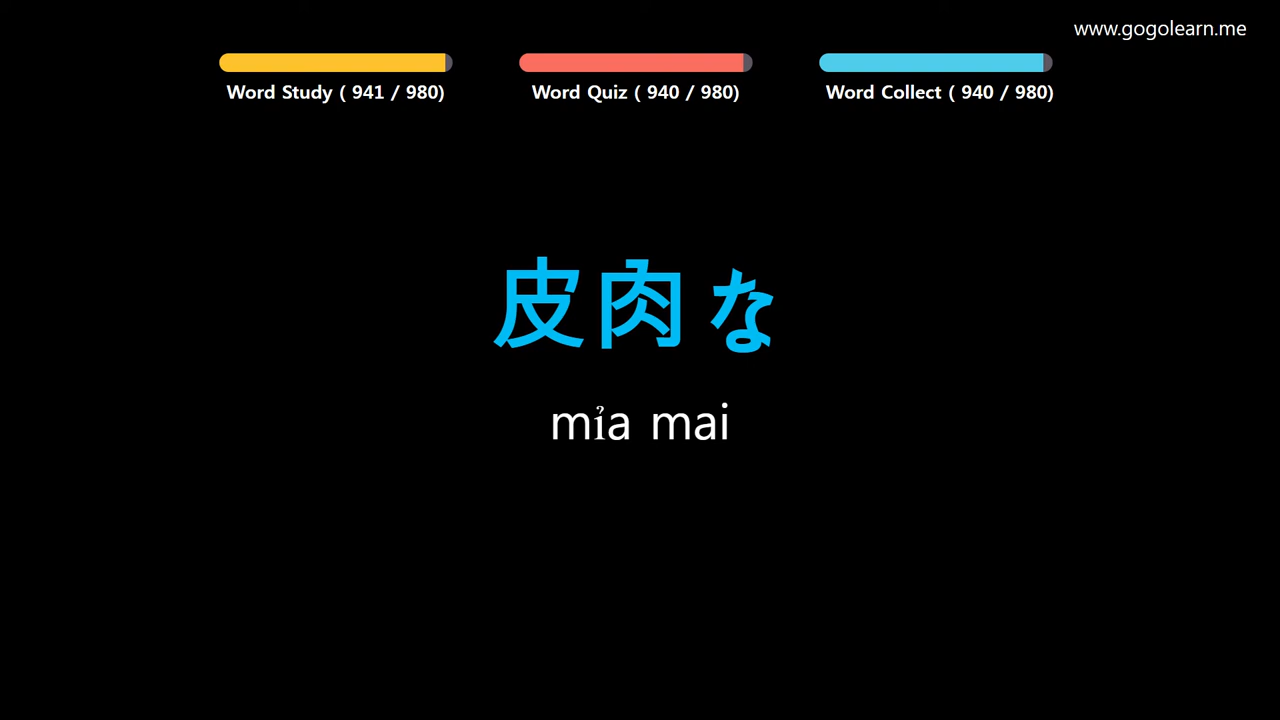 www.gogolearn.me
Word Study ( 941 / 980)
Word Quiz ( 940 / 980)
Word Collect ( 940 / 980)
皮肉な
mỉa mai